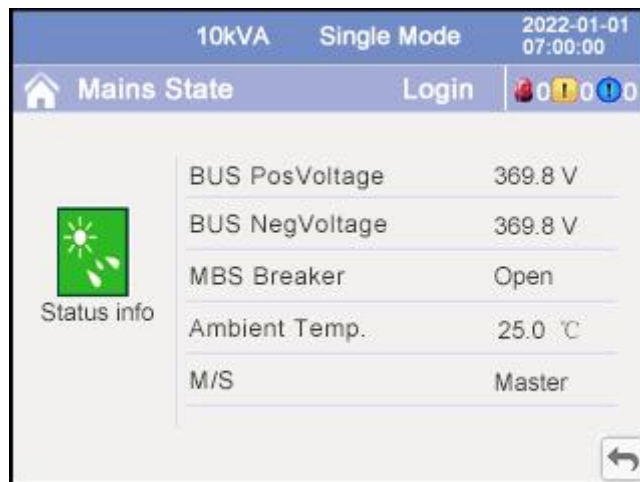 10kVA Single Mode 2022-01-01
07:00:00
Mains State Login 0 ! 0 ! 0
BUS PosVoltage 369.8 V
BUS NegVoltage 369.8 V
MBS Breaker Open
Status info
Ambient Temp. 25.0 ℃
M/S Master